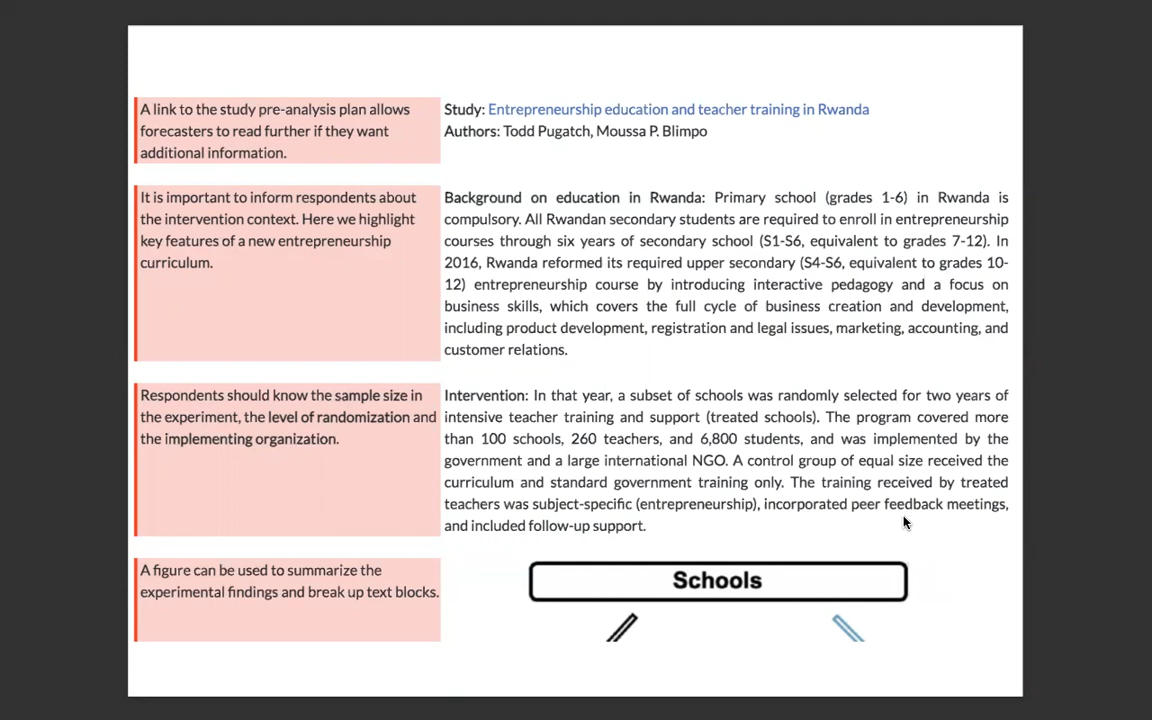 A link to the study pre-analysis plan allows
forecasters to read further if they want
additional information.
Study: Entrepreneurship education and teacher training in Rwanda
Authors: Todd Pugatch, Moussa P. Blimpo
It is important to inform respondents about
the intervention context. Here we highlight
key features of a new entrepreneurship
curriculum.
Background on education in Rwanda: Primary school (grades 1-6) in Rwanda is
compulsory. All Rwandan secondary students are required to enroll in entrepreneurship
courses through six years of secondary school (S1-S6, equivalent to grades 7-12). In
2016, Rwanda reformed its required upper secondary (S4-S6, equivalent to grades 10-
12) entrepreneurship course by introducing interactive pedagogy and a focus on
business skills, which covers the full cycle of business creation and development,
including product development, registration and legal issues, marketing, accounting, and
customer relations.
Respondents should know the sample size in
the experiment, the level of randomization and
the implementing organization.
Intervention: In that year, a subset of schools was randomly selected for two years of
intensive teacher training and support (treated schools). The program covered more
than 100 schools, 260 teachers, and 6,800 students, and was implemented by the
government and a large international NGO. A control group of equal size received the
curriculum and standard government training only. The training received by treated
teachers was subject-specific (entrepreneurship), incorporated peer feedback meetings,
and included follow-up support.
A figure can be used to summarize the
experimental findings and break up text blocks.
Schools